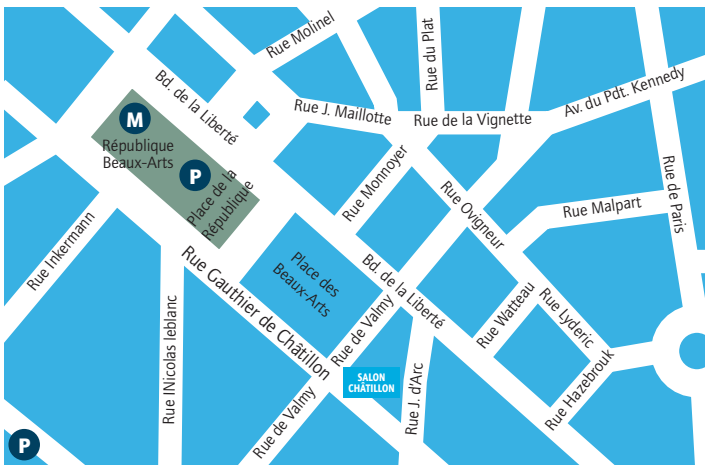 Rue Molinel
Rue du Plat
Bd. de la Liberté
Av. du Pdt. Kennedy
Rue J. Maillotte
Rue de la Vignette
M
République
Beaux-Arts
P
Place de la
République
Rue Monnoyer
Rue Ovigneur
Rue Malpart
Rue de Paris
Rue Inkermann
Rue Gauthier de Châtillon
Place des
Beaux-Arts
Bd. de la Liberté
Rue INicolas leblanc
Rue de Valmy
Rue Watteau
Rue Lyderic
SALON
CHÂTILLON
Rue J. d'Arc
Rue Hazebrouk
Rue de Valmy
P